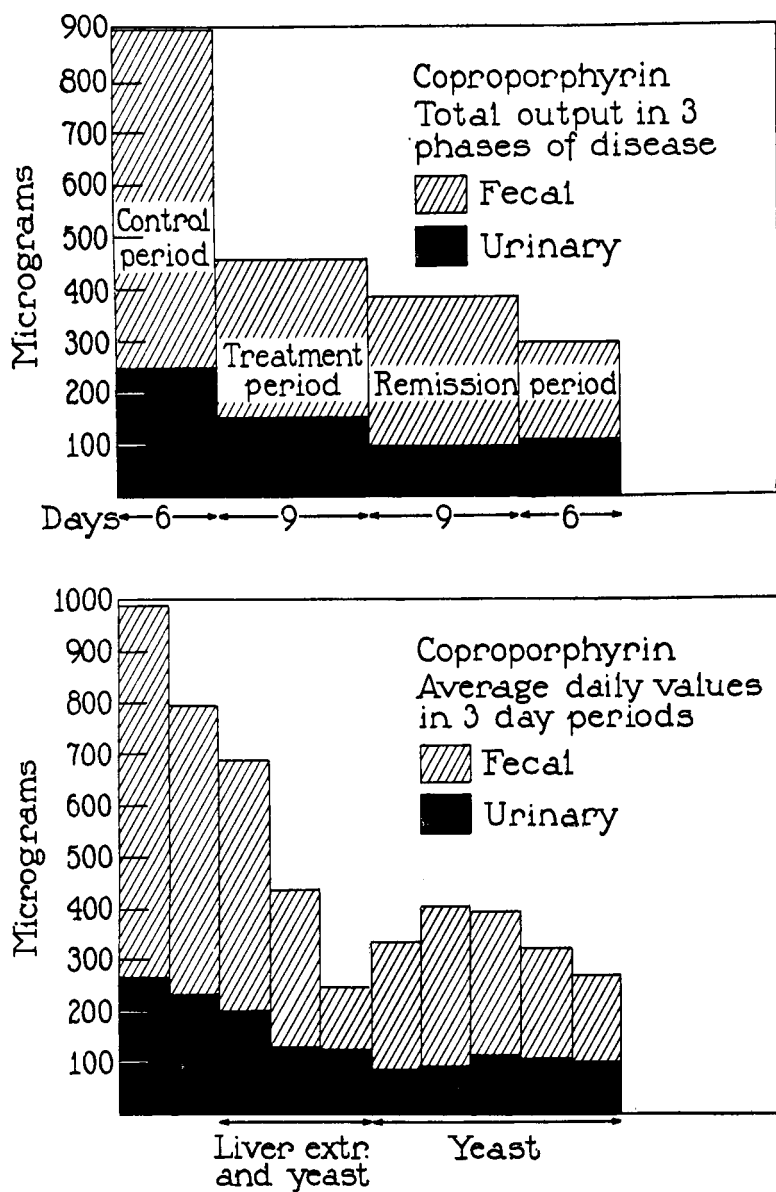 900
800
700
600
500
400
300
200
100
Micrograms
Coproporphyrin
Total output in 3
phases of disease
Fecal
Urinary
Control
period
Treatment
period
Remission period
Days 6 9 9 6
1000
900
800
700
600
500
400
300
200
100
Micrograms
Coproporphyrin
Average daily values
in 3 day periods
Fecal
Urinary
Liver extr.
and yeast
Yeast